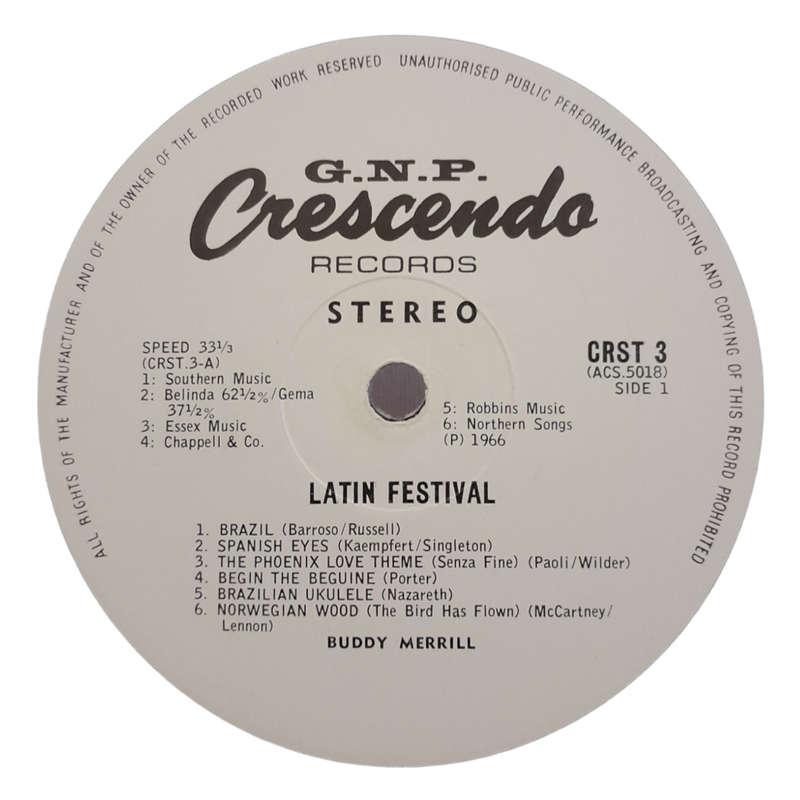 ALL RIGHTS OF THE MANUFACTURER AND OF THE OWNER OF THE RECORDED WORK RESERVED UNAUTHORISED PUBLIC PERFORMANCE BROADCASTING AND COPYING OF THIS RECORD PROHIBITED
G.N.P.
Crescendo
RECORDS
STEREO
SPEED 33⅓
(CRST.3-A)
1: Southern Music
2: Belinda 62½%/Gema
37½%
3: Essex Music
4: Chappell & Co.
CRST 3
(ACS.5018)
SIDE 1
5: Robbins Music
6: Northern Songs
(P) 1966
LATIN FESTIVAL
1. BRAZIL (Barroso/Russell)
2. SPANISH EYES (Kaempfert/Singleton)
3. THE PHOENIX LOVE THEME (Senza Fine) (Paoli/Wilder)
4. BEGIN THE BEGUINE (Porter)
5. BRAZILIAN UKULELE (Nazareth)
6. NORWEGIAN WOOD (The Bird Has Flown) (McCartney/
Lennon)
BUDDY MERRILL